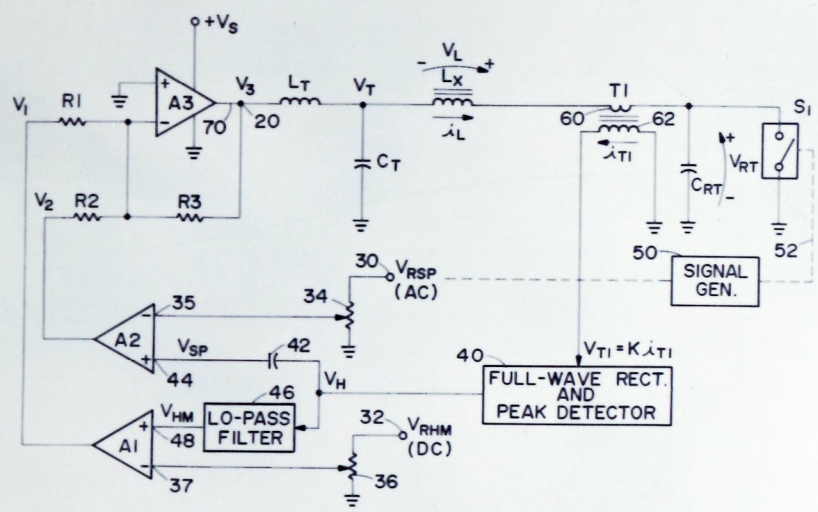 +VS
V1
R1
+
A3
−
V3
LT
VT
− VL +
LX
iL
T1
S1
70
20
60
62
iT1
CT
CRT
+
VRT
−
V2
R2
R3
30
VRSP
(AC)
50
SIGNAL
GEN.
52
35
34
−
A2
+
VSP
42
44
VH
40
VT1 = K iT1
FULL-WAVE RECT.
AND
PEAK DETECTOR
46
VHM
LO-PASS
FILTER
32
VRHM
(DC)
+
A1
−
48
37
36